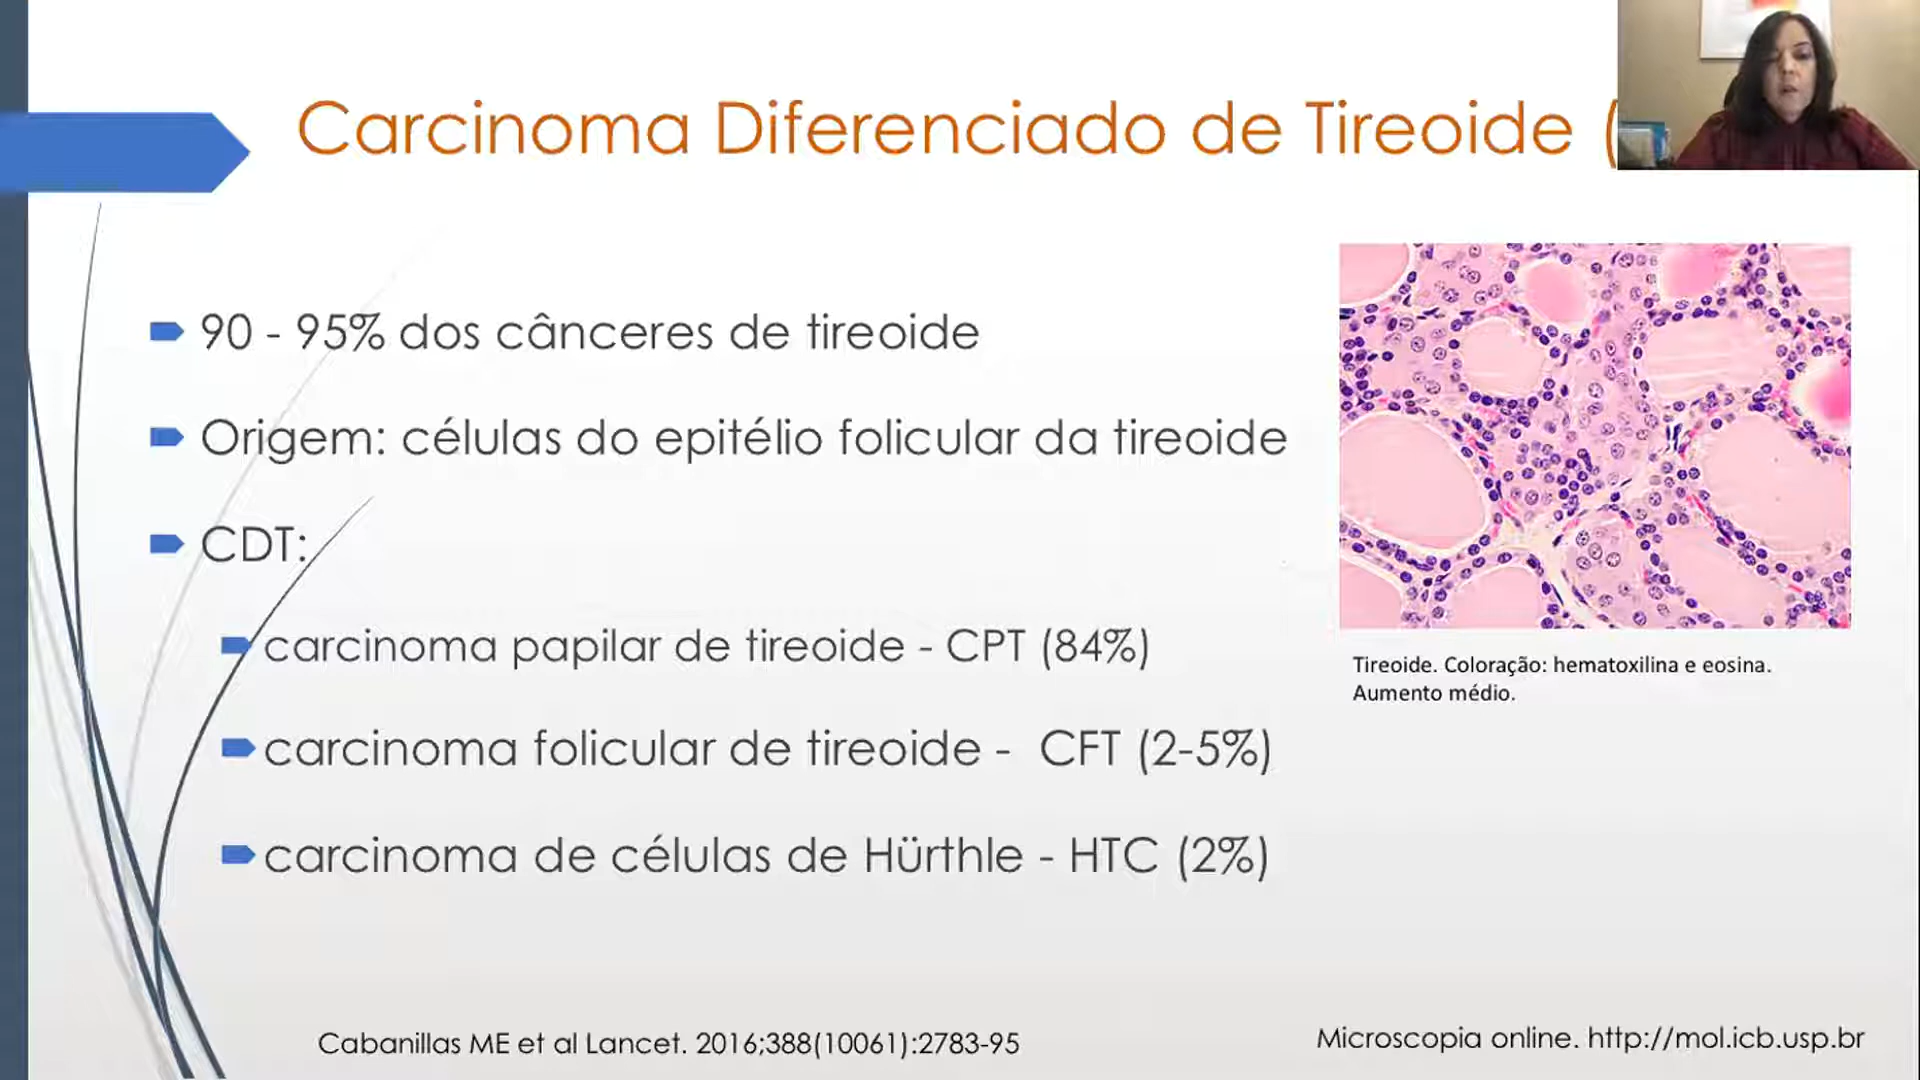 Carcinoma Diferenciado de Tireoide (
90 - 95% dos cânceres de tireoide
Origem: células do epitélio folicular da tireoide
CDT:
carcinoma papilar de tireoide - CPT (84%)
carcinoma folicular de tireoide - CFT (2-5%)
carcinoma de células de Hürthle - HTC (2%)
Tireoide. Coloração: hematoxilina e eosina.
Aumento médio.
Cabanillas ME et al Lancet. 2016;388(10061):2783-95
Microscopia online. http://mol.icb.usp.br